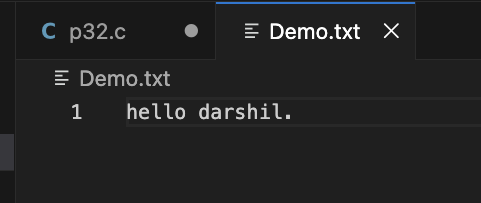 C p32.c Demo.txt
Demo.txt
1 hello darshil.